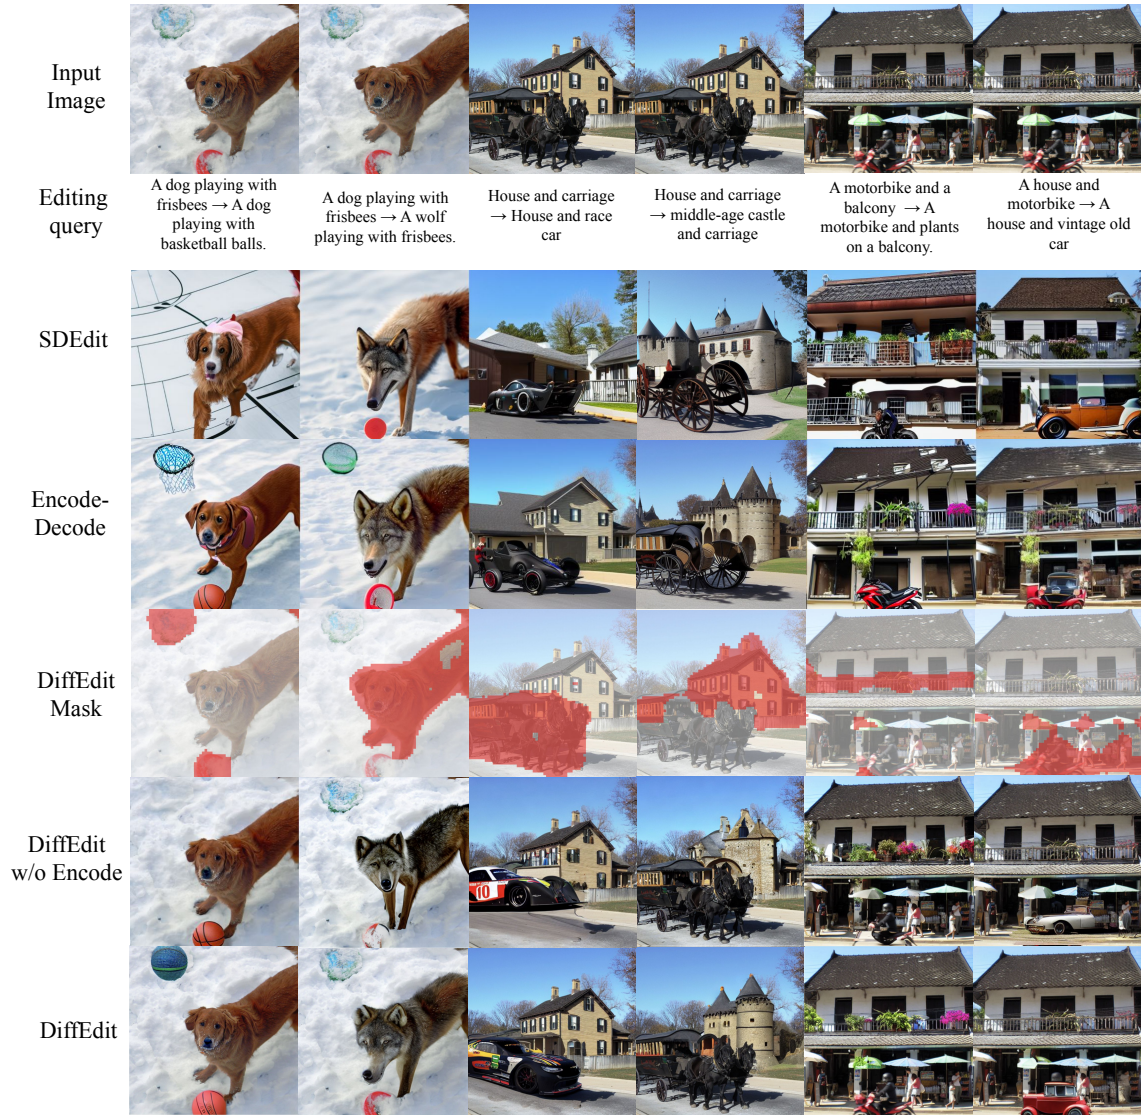 Input
Image
Editing
query
A dog playing with
frisbees → A dog
playing with
basketball balls.
A dog playing with
frisbees → A wolf
playing with frisbees.
House and carriage
→ House and race
car
House and carriage
→ middle-age castle
and carriage
A motorbike and a
balcony → A
motorbike and plants
on a balcony.
A house and
motorbike → A
house and vintage old
car
SDEdit
Encode-
Decode
DiffEdit
Mask
DiffEdit
w/o Encode
10
DiffEdit